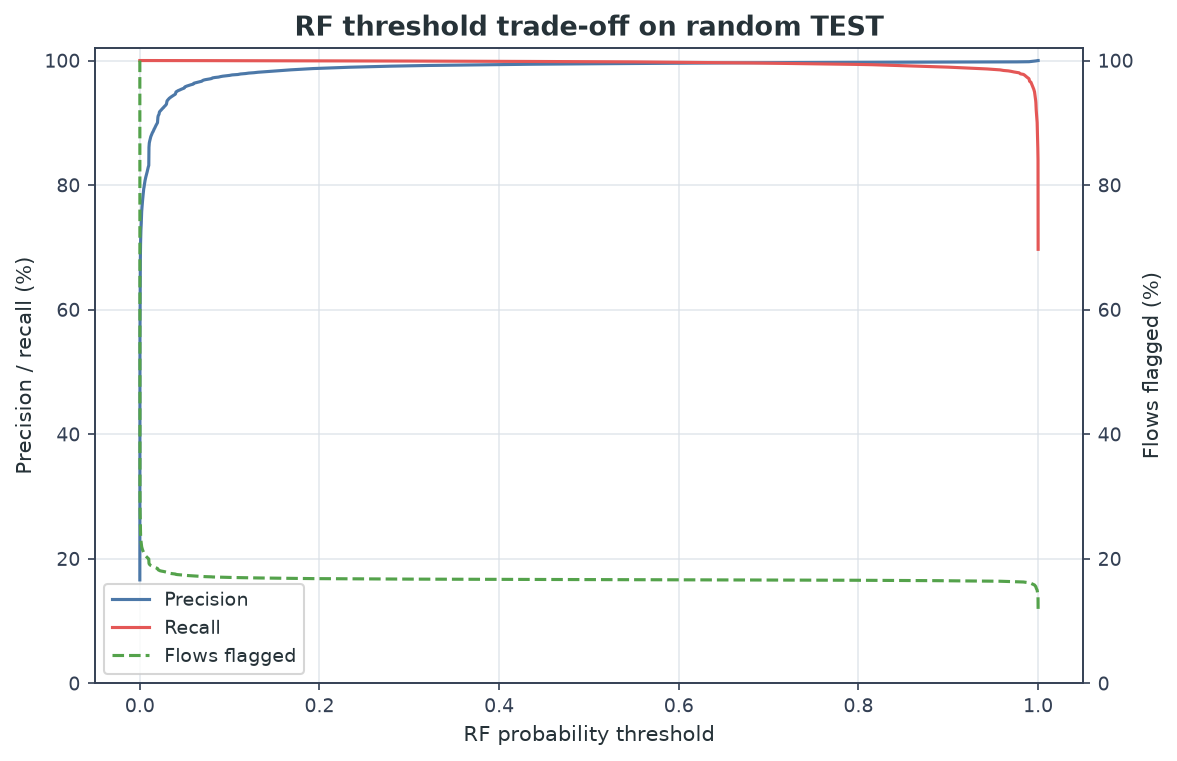 RF threshold trade-off on random TEST
Precision / recall (%)
100
80
60
40
20
0
Flows flagged (%)
100
80
60
40
20
0
Precision
Recall
Flows flagged
0.0 0.2 0.4 0.6 0.8 1.0
RF probability threshold